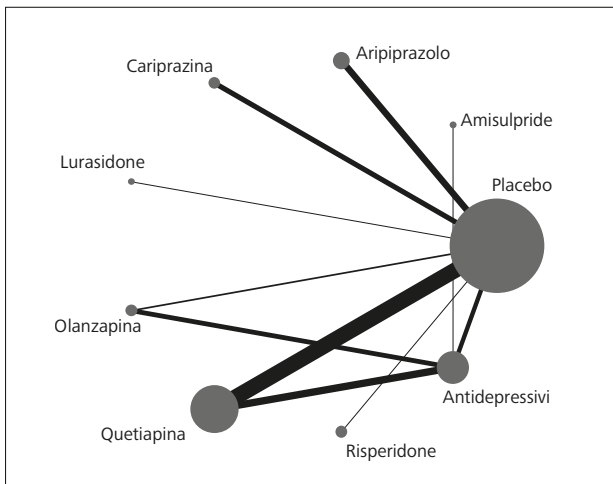 Aripiprazolo
Cariprazina
Amisulpride
Lurasidone
Placebo
Olanzapina
Antidepressivi
Quetiapina
Risperidone